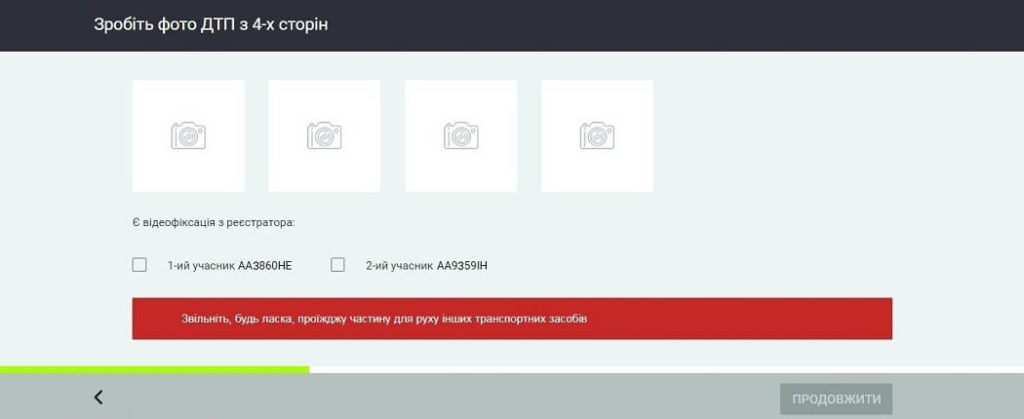 Зробіть фото ДТП з 4-х сторін
Є відеофіксація з реєстратора:
1-ий учасник АА3860НЕ 2-ий учасник АА9359ІН
Звільніть, будь ласка, проїжджу частину для руху інших транспортних засобів
ПРОДОВЖИТИ